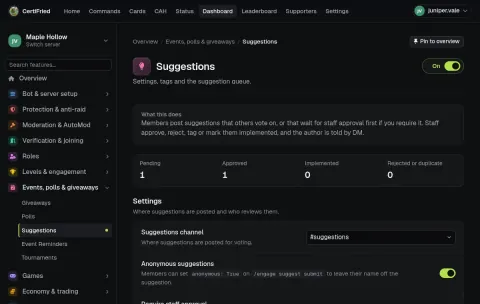 CertiFried
Home
Commands
Cards
CAH
Status
Dashboard
Leaderboard
Supporters
Settings
JV
juniper.vale
JV
Maple Hollow
Switch server
Search features...
Overview
Bot & server setup
Protection & anti-raid
Moderation & AutoMod
Verification & joining
Roles
Levels & engagement
Events, polls & giveaways
Giveaways
Polls
Suggestions
Event Reminders
Tournaments
Games
Economy & trading
Overview / Events, polls & giveaways / Suggestions
Pin to overview
Suggestions
On
Settings, tags and the suggestion queue.
What this does
Members post suggestions that others vote on, or that wait for staff approval first if you require it. Staff
approve, reject, tag or mark them implemented, and the author is told by DM.
Pending
1
Approved
1
Implemented
0
Rejected or duplicate
0
Settings
Where suggestions are posted and who reviews them.
Suggestions channel
Where suggestions are posted for voting.
#suggestions
Anonymous suggestions
Members can set anonymous: True on /engage suggest submit to leave their name off the
suggestion.